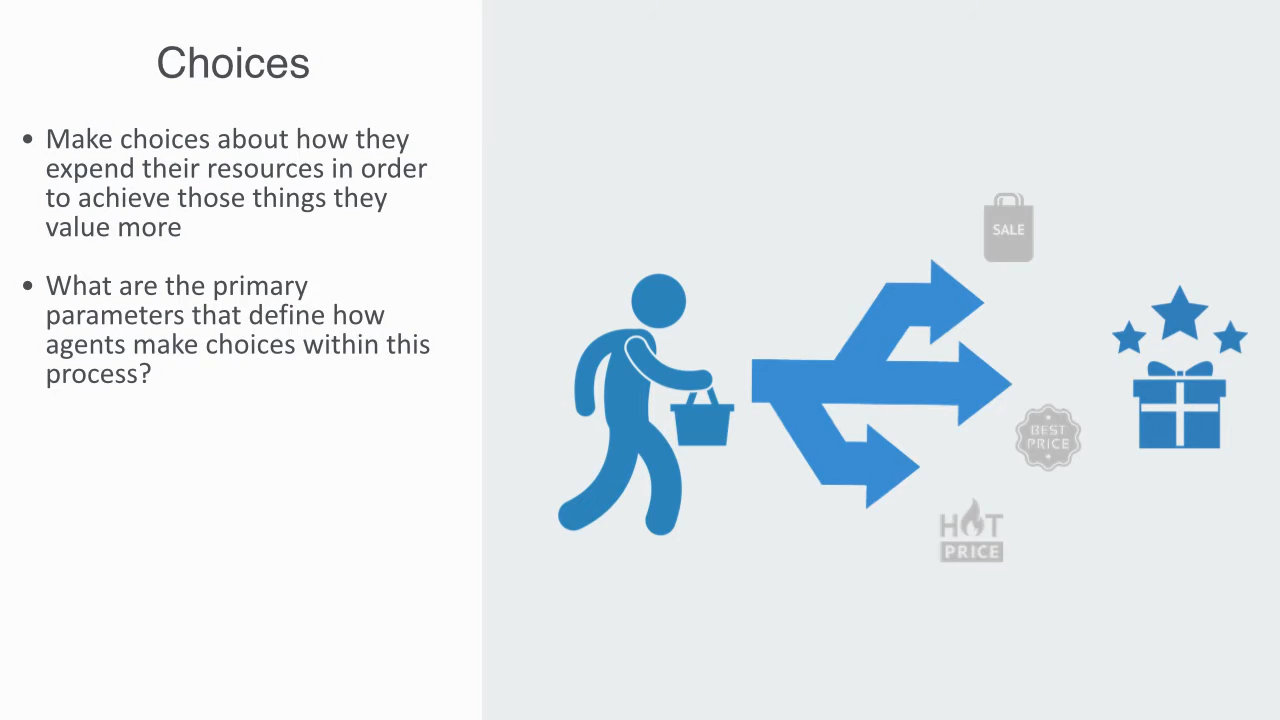 Choices
• Make choices about how they
expend their resources in order
to achieve those things they
value more
• What are the primary
parameters that define how
agents make choices within this
process?
SALE
BEST
PRICE
HOT
PRICE